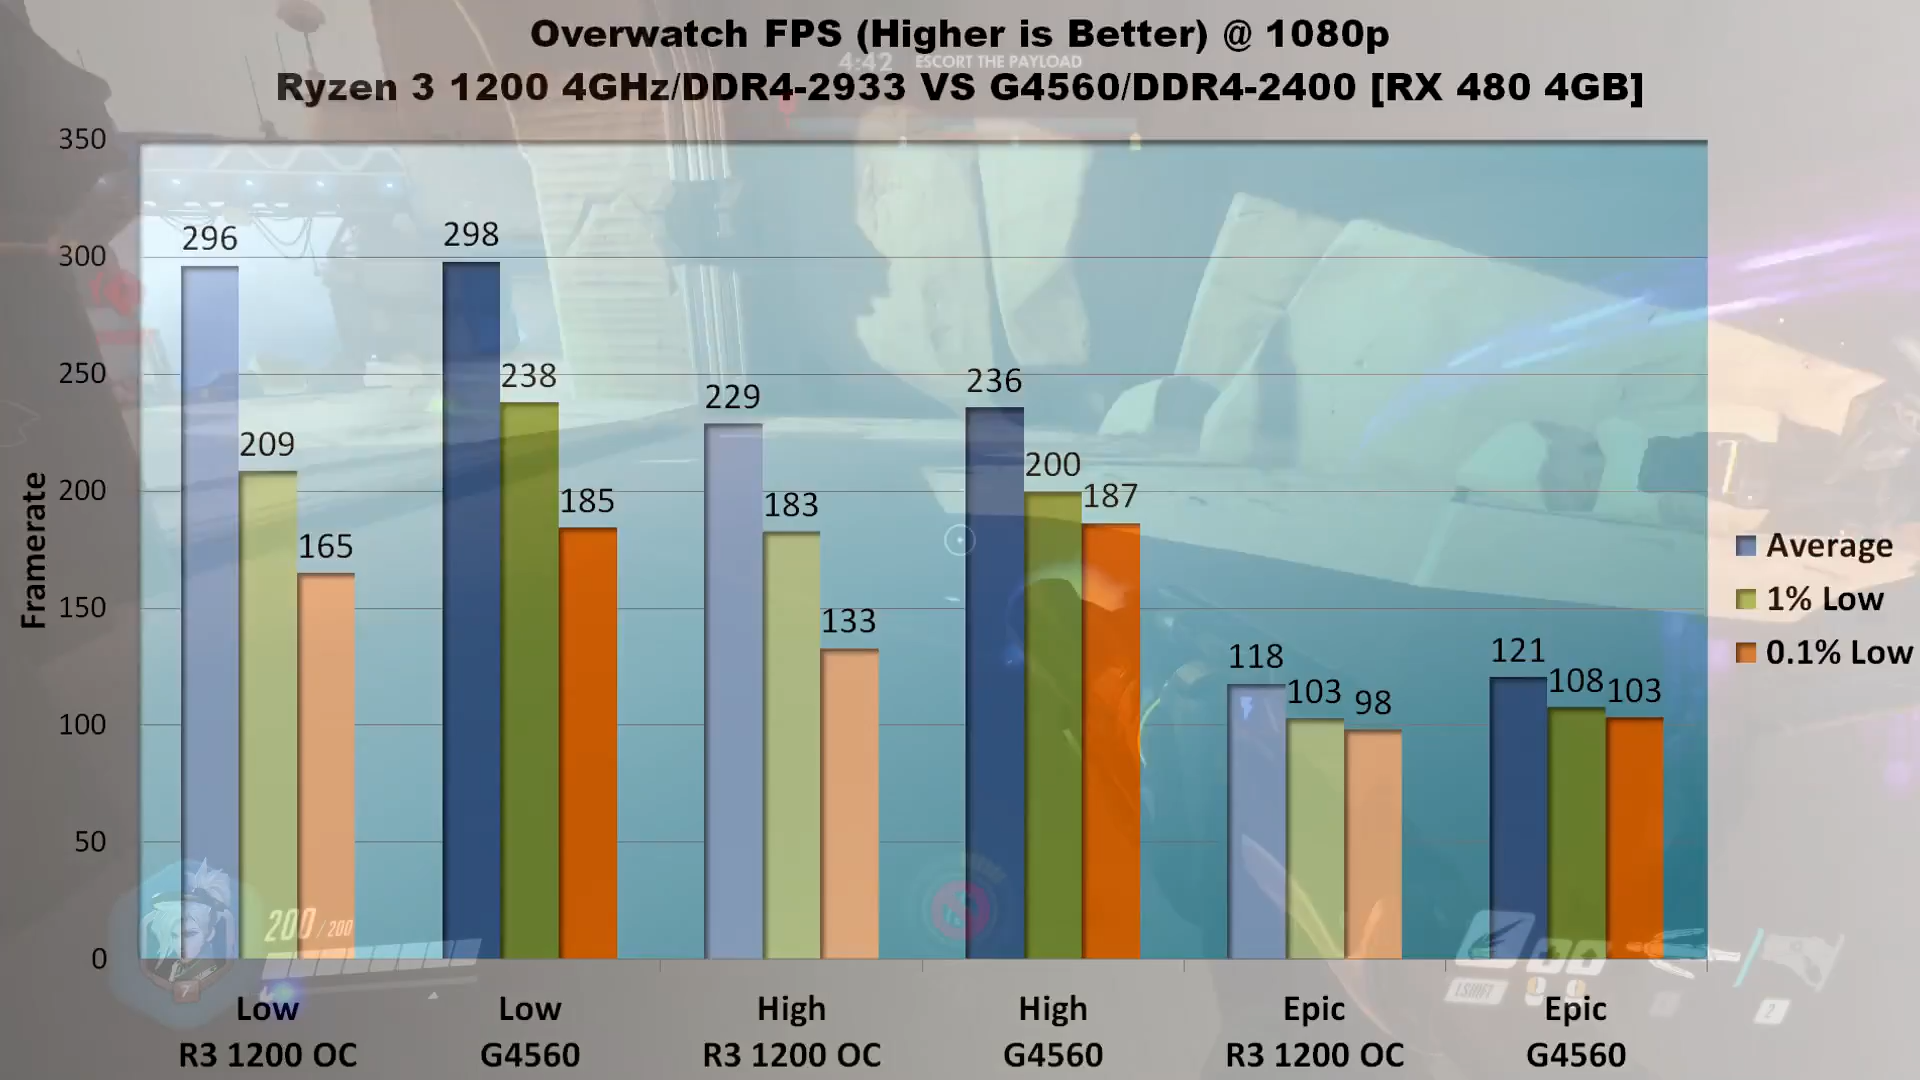 Overwatch FPS (Higher is Better) @ 1080p
4:42 ESCORT THE PAYLOAD
Ryzen 3 1200 4GHz/DDR4-2933 VS G4560/DDR4-2400 [RX 480 4GB]
350
300
250
200
150
100
50
0
Framerate
296
209
165
298
238
185
229
183
133
236
200
187
118
103
98
121
108
103
Average
1% Low
0.1% Low
200/200
7
LSHIFT
2
Low
R3 1200 OC
Low
G4560
High
R3 1200 OC
High
G4560
Epic
R3 1200 OC
Epic
G4560